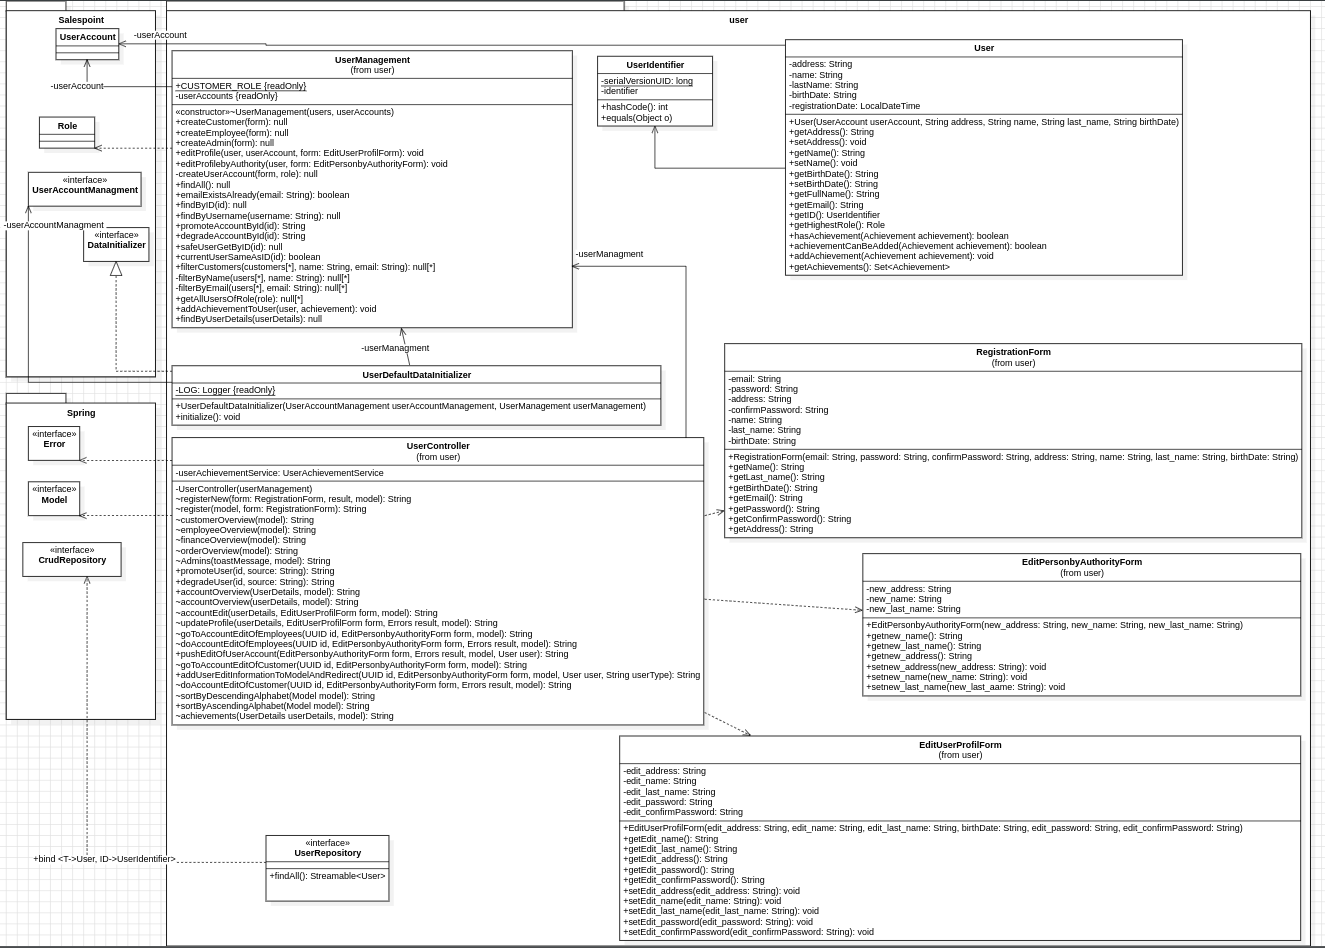 Salespoint
UserAccount
-userAccount
-userAccount
Role
«interface»
UserAccountManagment
-userAccountManagment
«interface»
DataInitializer
Spring
«interface»
Error
«interface»
Model
«interface»
CrudRepository
+bind <T->User, ID->UserIdentifier>
user
UserManagement
(from user)
+CUSTOMER_ROLE {readOnly}
-userAccounts {readOnly}
«constructor»~UserManagement(users, userAccounts)
+createCustomer(form): null
+createEmployee(form): null
+createAdmin(form): null
+editProfile(user, userAccount, form: EditUserProfilForm): void
+editProfilebyAuthority(user, form: EditPersonbyAuthorityForm): void
-createUserAccount(form, role): null
+findAll(): null
+emailExistsAlready(email: String): boolean
+findByID(id): null
+findByUsername(username: String): null
+promoteAccountById(id): String
+degradeAccountById(id): String
+safeUserGetByID(id): null
+currentUserSameAsID(id): boolean
+filterCustomers(customers[*], name: String, email: String): null[*]
-filterByName(users[*], name: String): null[*]
-filterByEmail(users[*], email: String): null[*]
+getAllUsersOfRole(role): null[*]
+addAchievementToUser(user, achievement): void
+findByUserDetails(userDetails): null
UserIdentifier
-serialVersionUID: long
-identifier
+hashCode(): int
+equals(Object o)
User
-address: String
-name: String
-lastName: String
-birthDate: String
-registrationDate: LocalDateTime
+User(UserAccount userAccount, String address, String name, String last_name, String birthDate)
+getAddress(): String
+setAddress(): void
+getName(): String
+setName(): void
+getBirthDate(): String
+setBirthDate(): String
+getFullName(): String
+getEmail(): String
+getID(): UserIdentifier
+getHighestRole(): Role
+hasAchievement(Achievement achievement): boolean
+achievementCanBeAdded(Achievement achievement): boolean
+addAchievement(Achievement achievement): void
+getAchievements(): Set<Achievement>
-userManagment
-userManagment
UserDefaultDataInitializer
-LOG: Logger {readOnly}
+UserDefaultDataInitializer(UserAccountManagement userAccountManagement, UserManagement userManagement)
+initialize(): void
UserController
(from user)
-userAchievementService: UserAchievementService
-UserController(userManagement)
~registerNew(form: RegistrationForm, result, model): String
~register(model, form: RegistrationForm): String
~customerOverview(model): String
~employeeOverview(model): String
~financeOverview(model): String
~orderOverview(model): String
~Admins(toastMessage, model): String
+promoteUser(id, source: String): String
+degradeUser(id, source: String): String
+accountOverview(UserDetails, model): String
~accountOverview(userDetails, model): String
~accountEdit(userDetails, EditUserProfilForm form, model): String
~updateProfile(userDetails, EditUserProfilForm form, Errors result, model): String
~goToAccountEditOfEmployees(UUID id, EditPersonbyAuthorityForm form, model): String
~doAccountEditOfEmployees(UUID id, EditPersonbyAuthorityForm form, Errors result, model): String
+pushEditOfUserAccount(EditPersonbyAuthorityForm form, Errors result, model, User user): String
~goToAccountEditOfCustomer(UUID id, EditPersonbyAuthorityForm form, model): String
+addUserEditInformationToModelAndRedirect(UUID id, EditPersonbyAuthorityForm form, model, User user, String userType): String
~doAccountEditOfCustomer(UUID id, EditPersonbyAuthorityForm form, Errors result, model): String
~sortByDescendingAlphabet(Model model): String
+sortByAscendingAlphabet(Model model): String
~achievements(UserDetails userDetails, model): String
RegistrationForm
(from user)
-email: String
-password: String
-address: String
-confirmPassword: String
-name: String
-last_name: String
-birthDate: String
+RegistrationForm(email: String, password: String, confirmPassword: String, address: String, name: String, last_name: String, birthDate: String)
+getName(): String
+getLast_name(): String
+getBirthDate(): String
+getEmail(): String
+getPassword(): String
+getConfirmPassword(): String
+getAddress(): String
EditPersonbyAuthorityForm
(from user)
-new_address: String
-new_name: String
-new_last_name: String
+EditPersonbyAuthorityForm(new_address: String, new_name: String, new_last_name: String)
+getnew_name(): String
+getnew_last_name(): String
+getnew_address(): String
+setnew_address(new_address: String): void
+setnew_name(new_name: String): void
+setnew_last_name(new_last_aame: String): void
EditUserProfilForm
(from user)
-edit_address: String
-edit_name: String
-edit_last_name: String
-edit_password: String
-edit_confirmPassword: String
+EditUserProfilForm(edit_address: String, edit_name: String, edit_last_name: String, birthDate: String, edit_password: String, edit_confirmPassword: String)
+getEdit_name(): String
+getEdit_last_name(): String
+getEdit_address(): String
+getEdit_password(): String
+getEdit_confirmPassword(): String
+setEdit_address(edit_address: String): void
+setEdit_name(edit_name: String): void
+setEdit_last_name(edit_last_name: String): void
+setEdit_password(edit_password: String): void
+setEdit_confirmPassword(edit_confirmPassword: String): void
«interface»
UserRepository
+findAll(): Streamable<User>